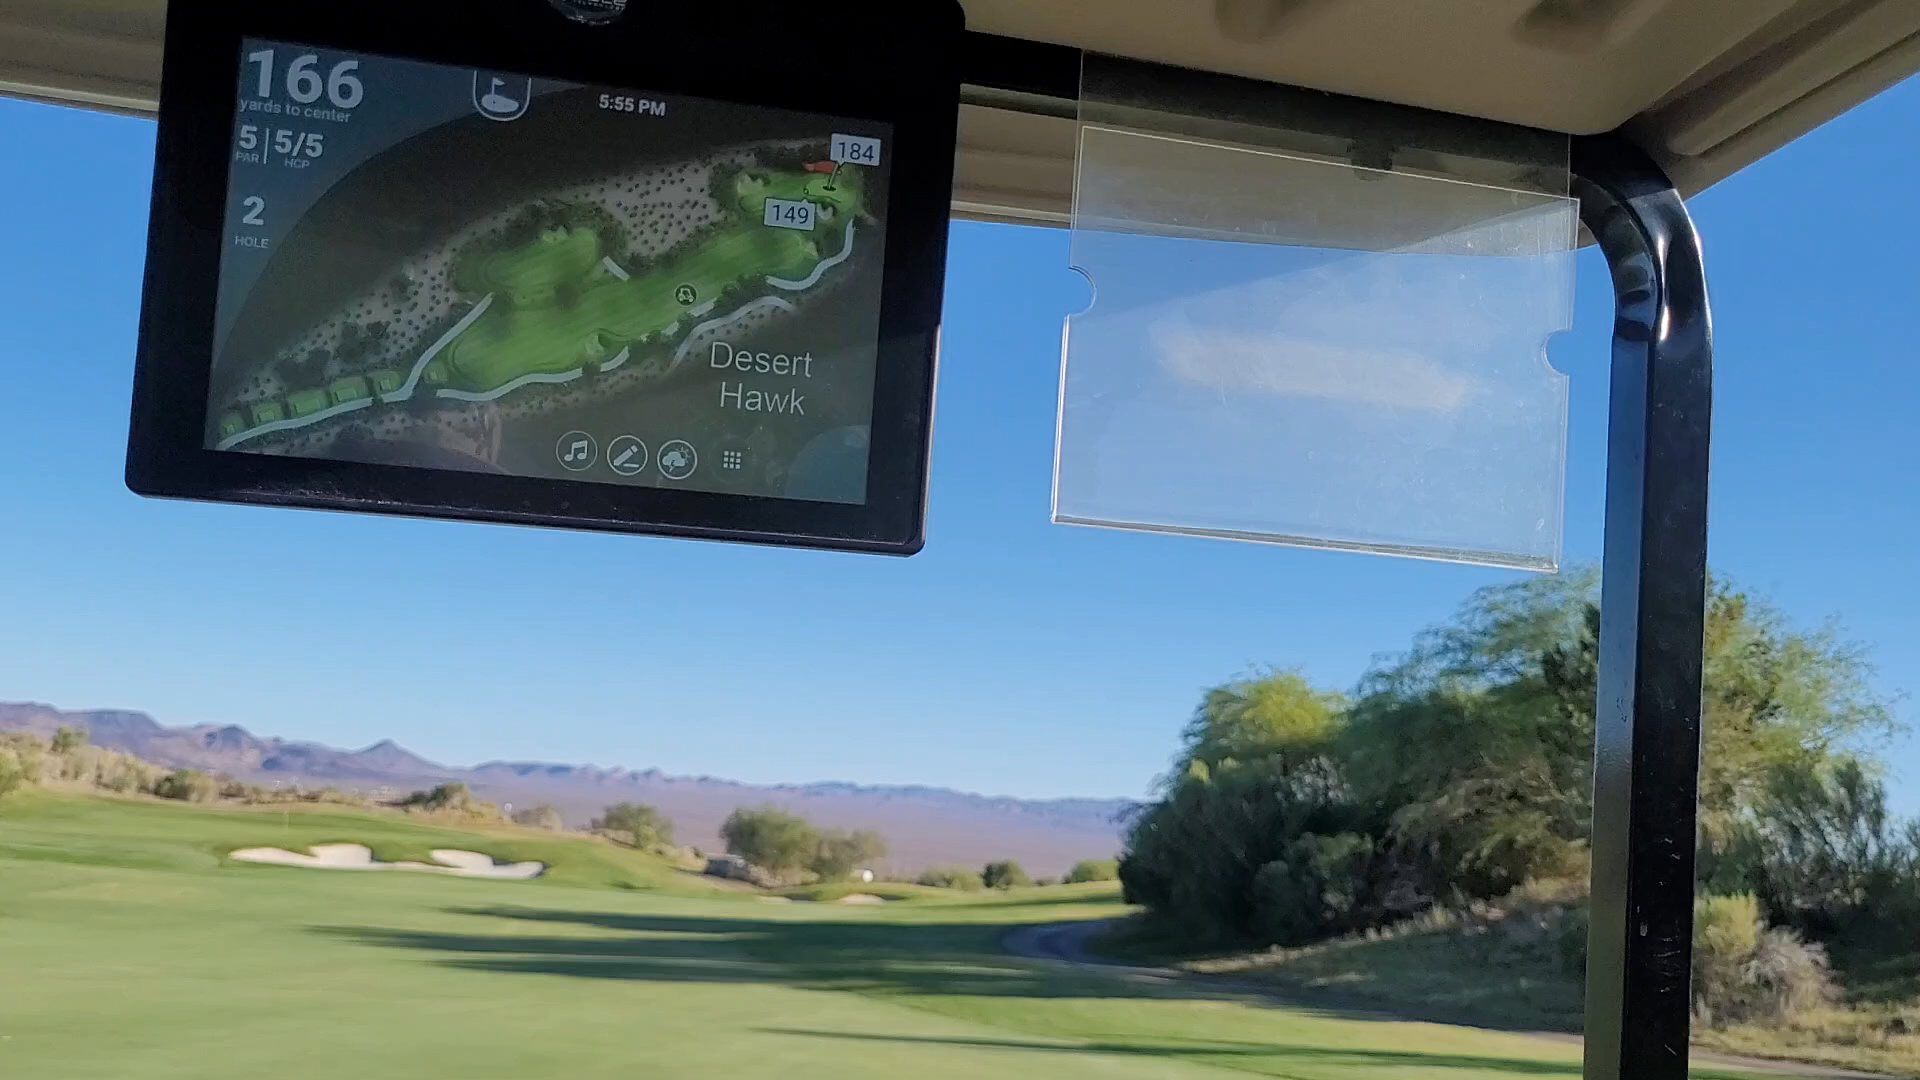 166
yards to center
5:55 PM
5 | 5/5
PAR HCP
184
149
2
HOLE
Desert
Hawk